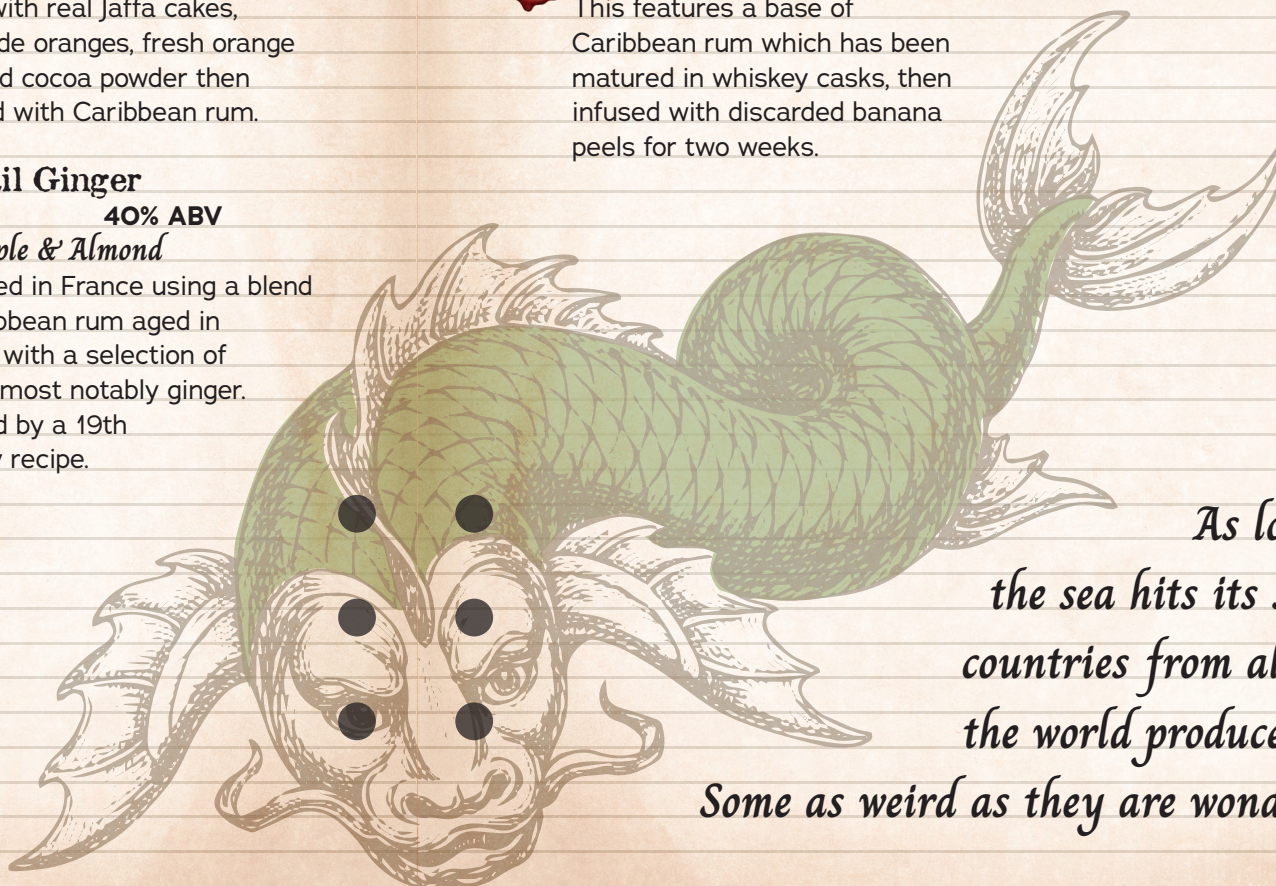 with real Jaffa cakes,
de oranges, fresh orange
d cocoa powder then
d with Caribbean rum.
il Ginger
40% ABV
ple & Almond
ed in France using a blend
bbean rum aged in
with a selection of
most notably ginger.
d by a 19th
y recipe.
This features a base of
Caribbean rum which has been
matured in whiskey casks, then
infused with discarded banana
peels for two weeks.
As lo
the sea hits its s
countries from al
the world produce
Some as weird as they are wond